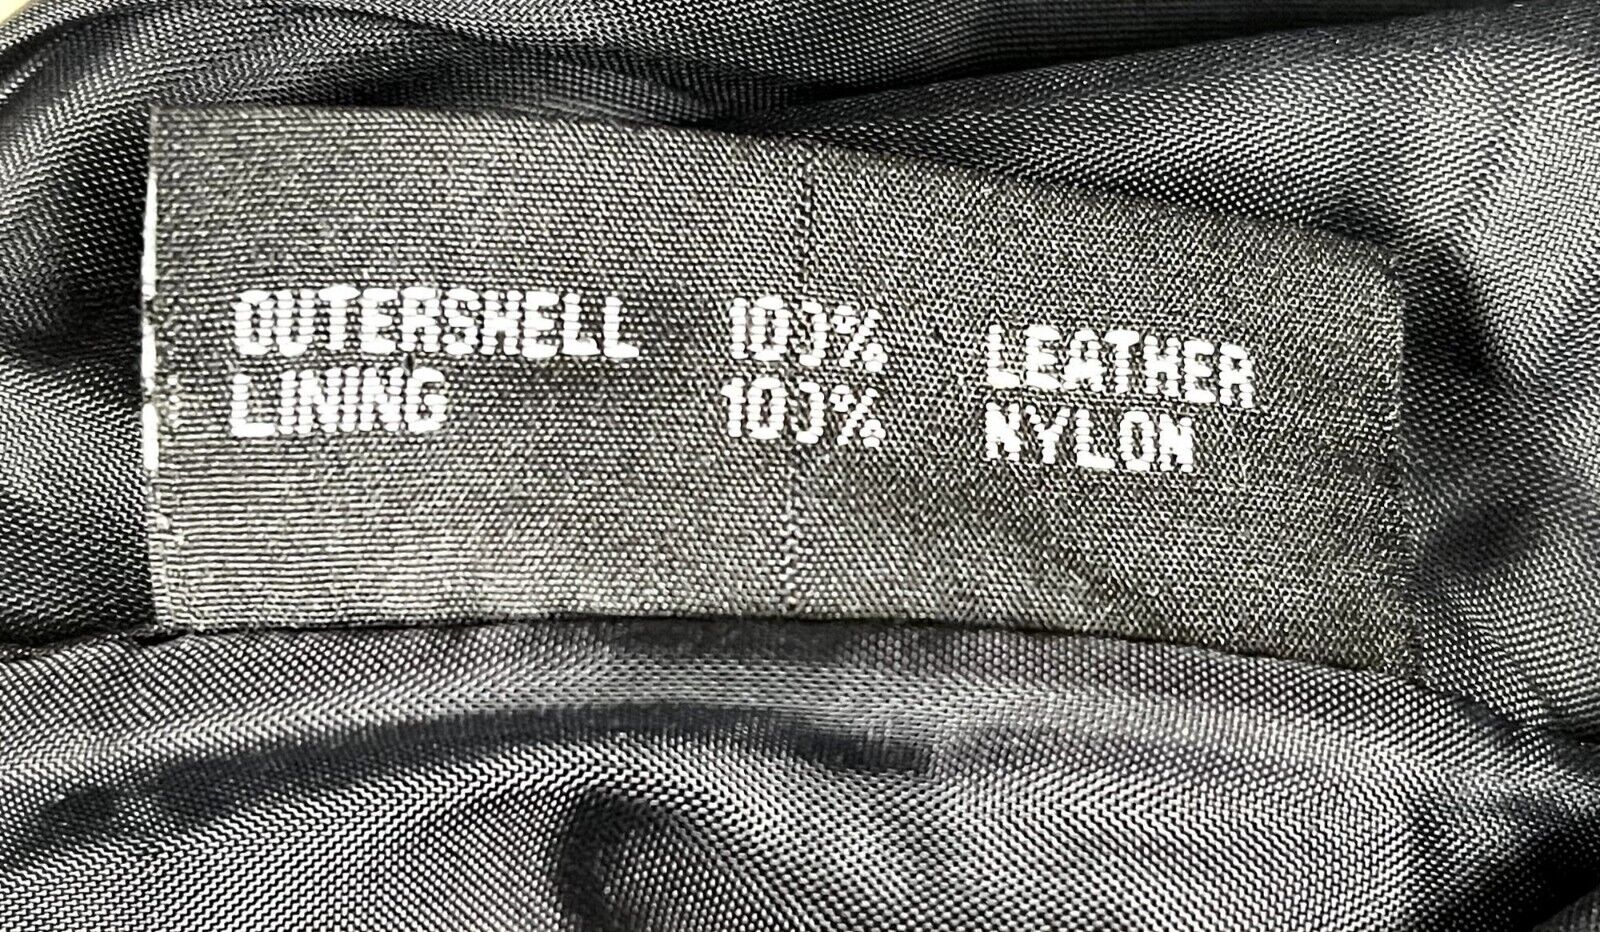 OUTERSHELL 100% LEATHER
LINING 100% NYLON